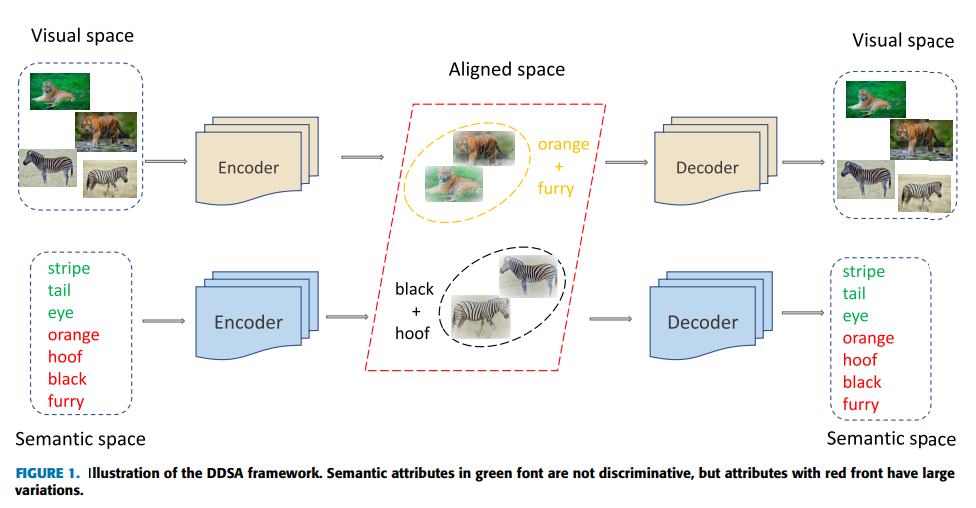 Visual space
Visual space
Aligned space
Encoder
orange
+
furry
Decoder
stripe
tail
eye
orange
hoof
black
furry
Encoder
black
+
hoof
Decoder
stripe
tail
eye
orange
hoof
black
furry
Semantic space
Semantic space
FIGURE 1. Illustration of the DDSA framework. Semantic attributes in green font are not discriminative, but attributes with red front have large
variations.